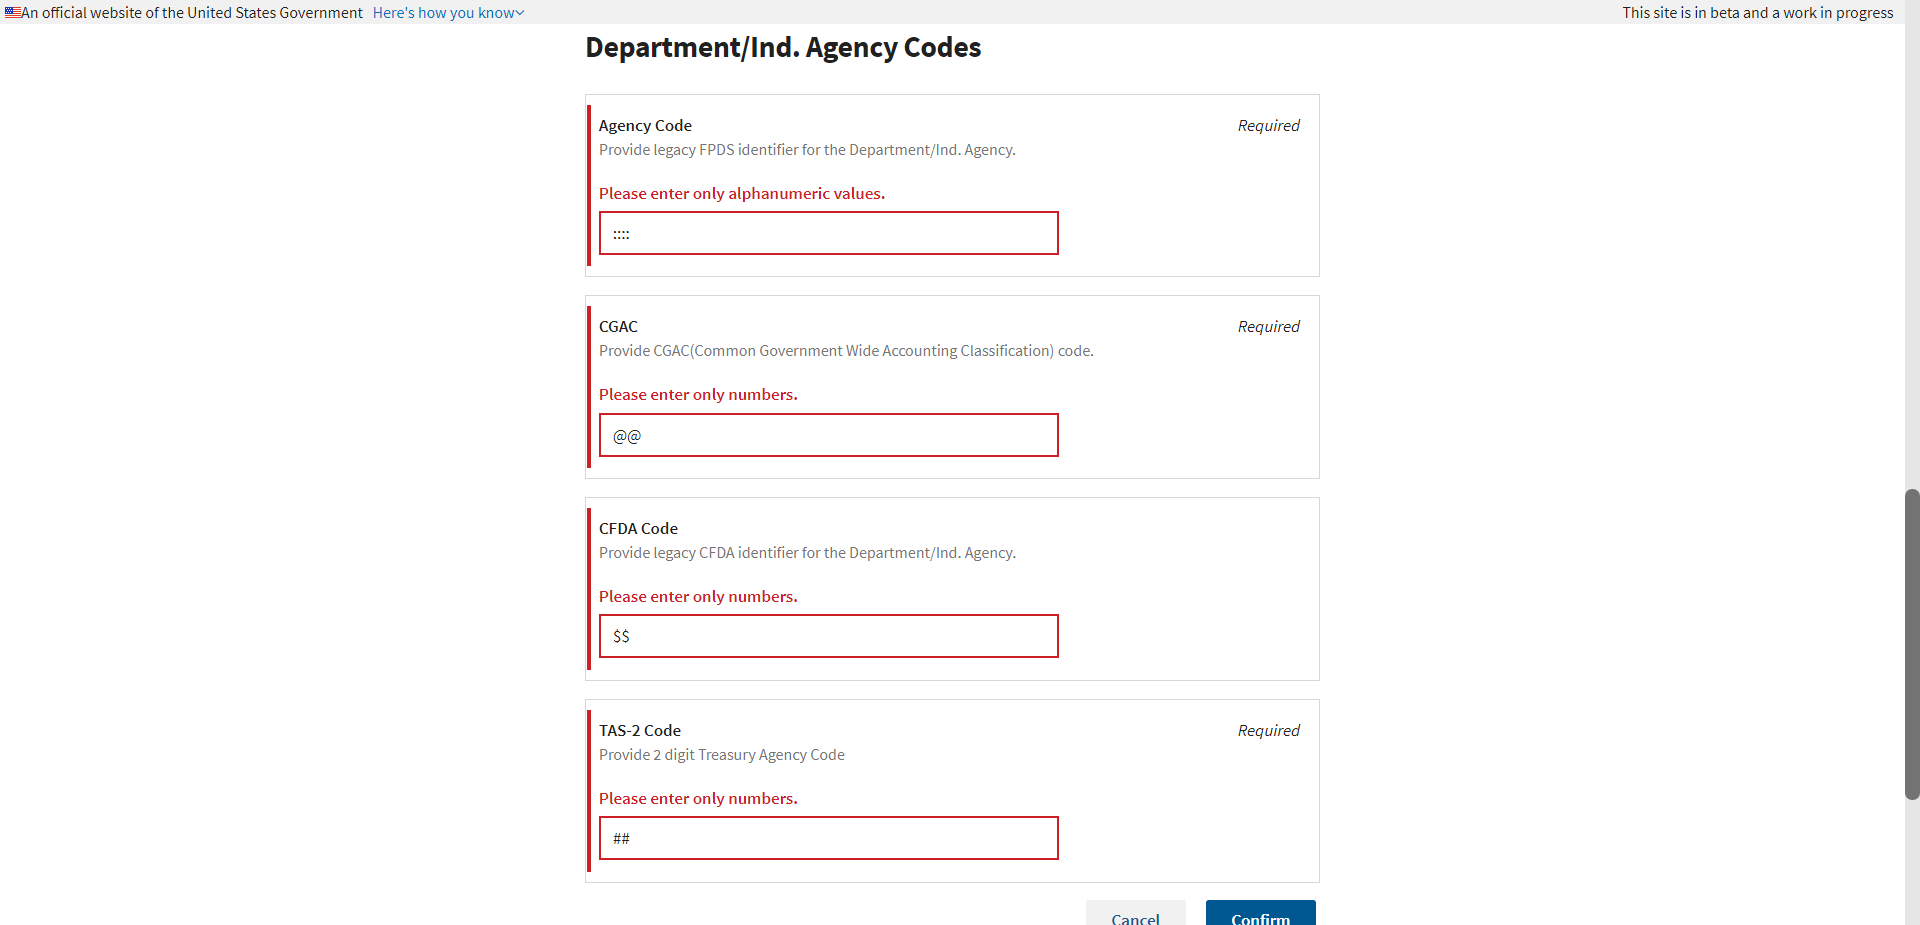 An official website of the United States Government Here's how you know This site is in beta and a work in progress
Department/Ind. Agency Codes
Agency Code Required
Provide legacy FPDS identifier for the Department/Ind. Agency.
Please enter only alphanumeric values.
::::
CGAC Required
Provide CGAC(Common Government Wide Accounting Classification) code.
Please enter only numbers.
@@
CFDA Code
Provide legacy CFDA identifier for the Department/Ind. Agency.
Please enter only numbers.
$$
TAS-2 Code Required
Provide 2 digit Treasury Agency Code
Please enter only numbers.
##
Cancel Confirm